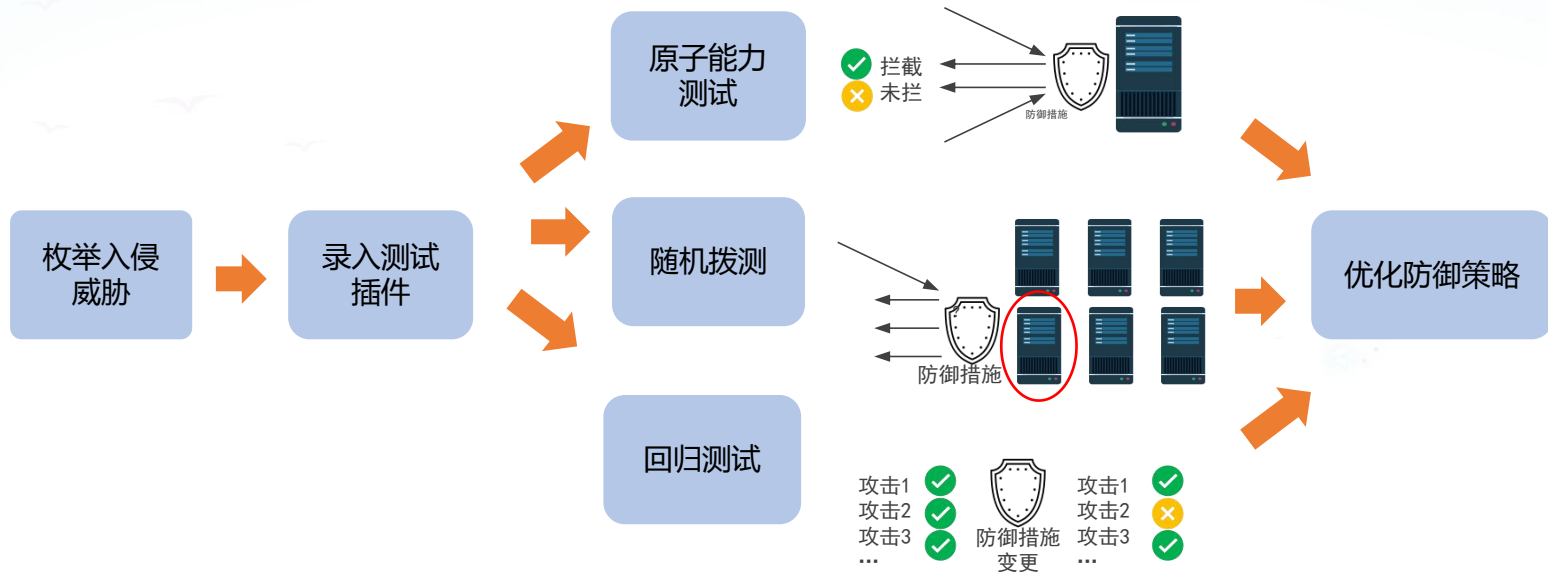 枚举入侵
威胁
录入测试
插件
原子能力
测试
拦截
未拦
防御措施
随机拨测
防御措施
回归测试
攻击1
攻击2
攻击3
…
防御措施
变更
攻击1
攻击2
攻击3
…
优化防御策略